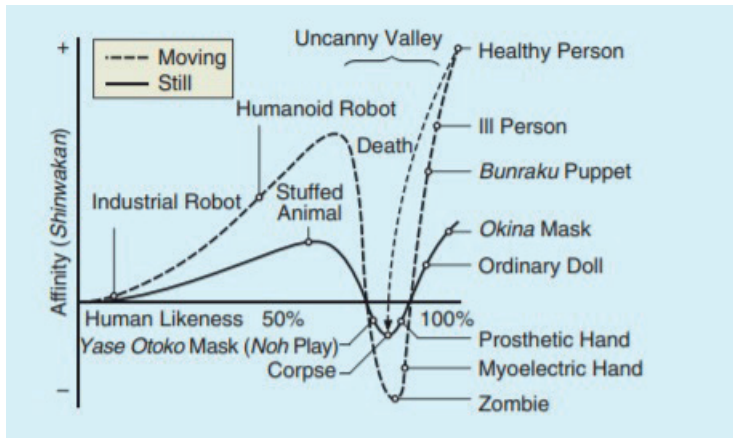 +
Uncanny Valley
Moving
Still
Healthy Person
Humanoid Robot
Ill Person
Death
Bunraku Puppet
Industrial Robot
Stuffed
Animal
Affinity (Shinwakan)
Okina Mask
Ordinary Doll
Human Likeness 50%
100%
Yase Otoko Mask (Noh Play)
Prosthetic Hand
Corpse
Myoelectric Hand
–
Zombie